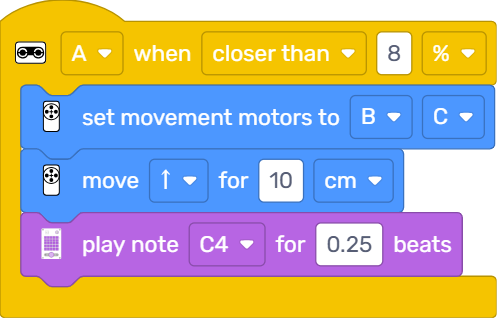 A when closer than 8 %
set movement motors to B C
move ↑ for 10 cm
play note C4 for 0.25 beats